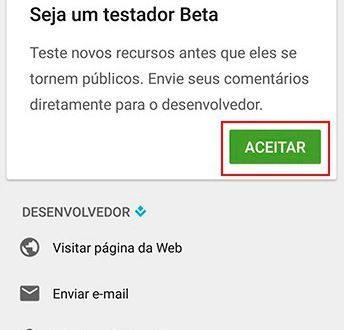 Seja um testador Beta
Teste novos recursos antes que eles se
tornem públicos. Envie seus comentários
diretamente para o desenvolvedor.
ACEITAR
DESENVOLVEDOR
Visitar página da Web
Enviar e-mail